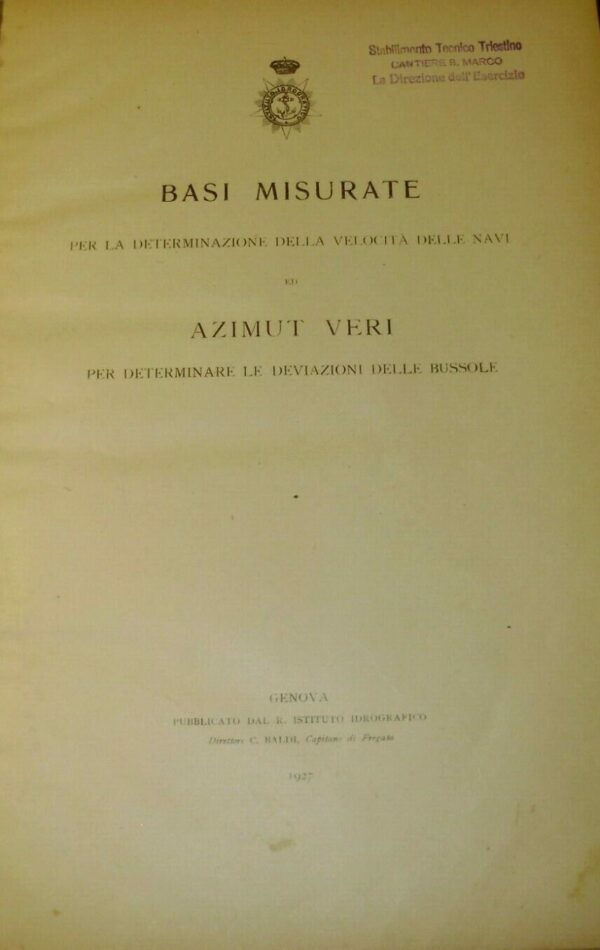 Stabilimento Tecnico Triestino
CANTIERE S. MARCO
La Direzione dell'Esercizio
BASI MISURATE
PER LA DETERMINAZIONE DELLA VELOCITÀ DELLE NAVI
ED
AZIMUT VERI
PER DETERMINARE LE DEVIAZIONI DELLE BUSSOLE
GENOVA
PUBBLICATO DAL R. ISTITUTO IDROGRAFICO
Direttore C. BALDI, Capitano di Fregata
1927